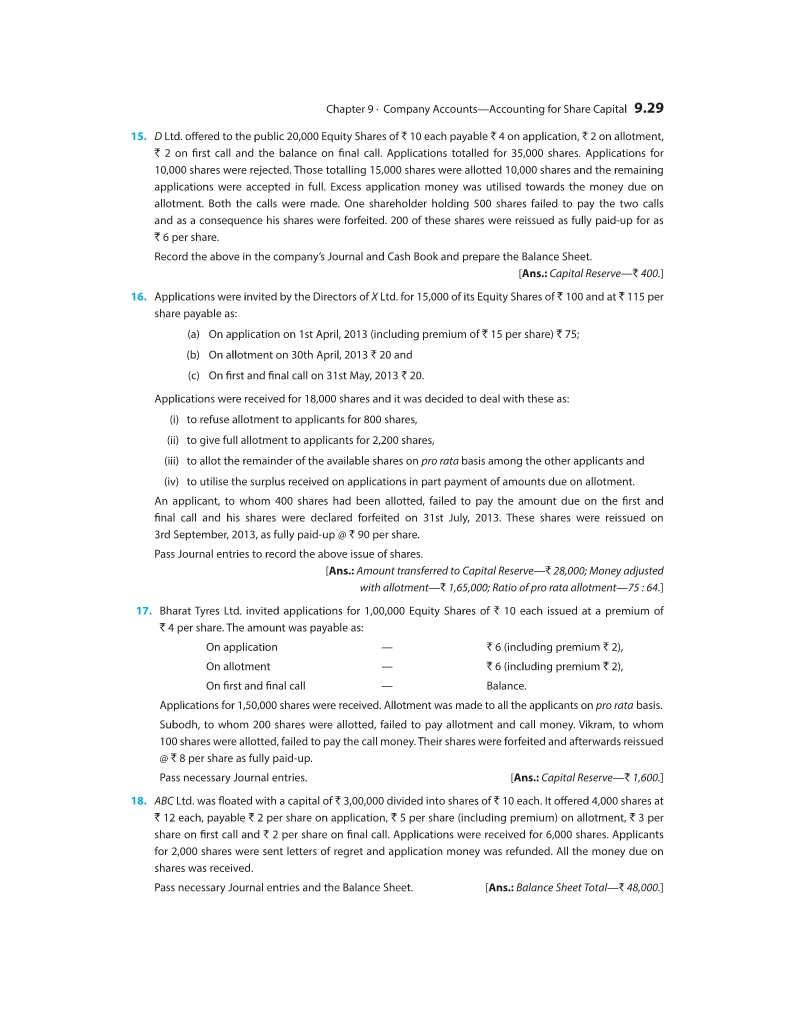 Chapter 9 · Company Accounts—Accounting for Share Capital 9.29
15. D Ltd. offered to the public 20,000 Equity Shares of ₹ 10 each payable ₹ 4 on application, ₹ 2 on allotment,
₹ 2 on first call and the balance on final call. Applications totalled for 35,000 shares. Applications for
10,000 shares were rejected. Those totalling 15,000 shares were allotted 10,000 shares and the remaining
applications were accepted in full. Excess application money was utilised towards the money due on
allotment. Both the calls were made. One shareholder holding 500 shares failed to pay the two calls
and as a consequence his shares were forfeited. 200 of these shares were reissued as fully paid-up for as
₹ 6 per share.
Record the above in the company's Journal and Cash Book and prepare the Balance Sheet.
[Ans.: Capital Reserve—₹ 400.]
16. Applications were invited by the Directors of X Ltd. for 15,000 of its Equity Shares of ₹ 100 and at ₹ 115 per
share payable as:
(a) On application on 1st April, 2013 (including premium of ₹ 15 per share) ₹ 75;
(b) On allotment on 30th April, 2013 ₹ 20 and
(c) On first and final call on 31st May, 2013 ₹ 20.
Applications were received for 18,000 shares and it was decided to deal with these as:
(i) to refuse allotment to applicants for 800 shares,
(ii) to give full allotment to applicants for 2,200 shares,
(iii) to allot the remainder of the available shares on pro rata basis among the other applicants and
(iv) to utilise the surplus received on applications in part payment of amounts due on allotment.
An applicant, to whom 400 shares had been allotted, failed to pay the amount due on the first and
final call and his shares were declared forfeited on 31st July, 2013. These shares were reissued on
3rd September, 2013, as fully paid-up @ ₹ 90 per share.
Pass Journal entries to record the above issue of shares.
[Ans.: Amount transferred to Capital Reserve—₹ 28,000; Money adjusted
with allotment—₹ 1,65,000; Ratio of pro rata allotment—75 : 64.]
17. Bharat Tyres Ltd. invited applications for 1,00,000 Equity Shares of ₹ 10 each issued at a premium of
₹ 4 per share. The amount was payable as:
On application — ₹ 6 (including premium ₹ 2),
On allotment — ₹ 6 (including premium ₹ 2),
On first and final call — Balance.
Applications for 1,50,000 shares were received. Allotment was made to all the applicants on pro rata basis.
Subodh, to whom 200 shares were allotted, failed to pay allotment and call money. Vikram, to whom
100 shares were allotted, failed to pay the call money. Their shares were forfeited and afterwards reissued
@ ₹ 8 per share as fully paid-up.
Pass necessary Journal entries. [Ans.: Capital Reserve—₹ 1,600.]
18. ABC Ltd. was floated with a capital of ₹ 3,00,000 divided into shares of ₹ 10 each. It offered 4,000 shares at
₹ 12 each, payable ₹ 2 per share on application, ₹ 5 per share (including premium) on allotment, ₹ 3 per
share on first call and ₹ 2 per share on final call. Applications were received for 6,000 shares. Applicants
for 2,000 shares were sent letters of regret and application money was refunded. All the money due on
shares was received.
Pass necessary Journal entries and the Balance Sheet. [Ans.: Balance Sheet Total—₹ 48,000.]